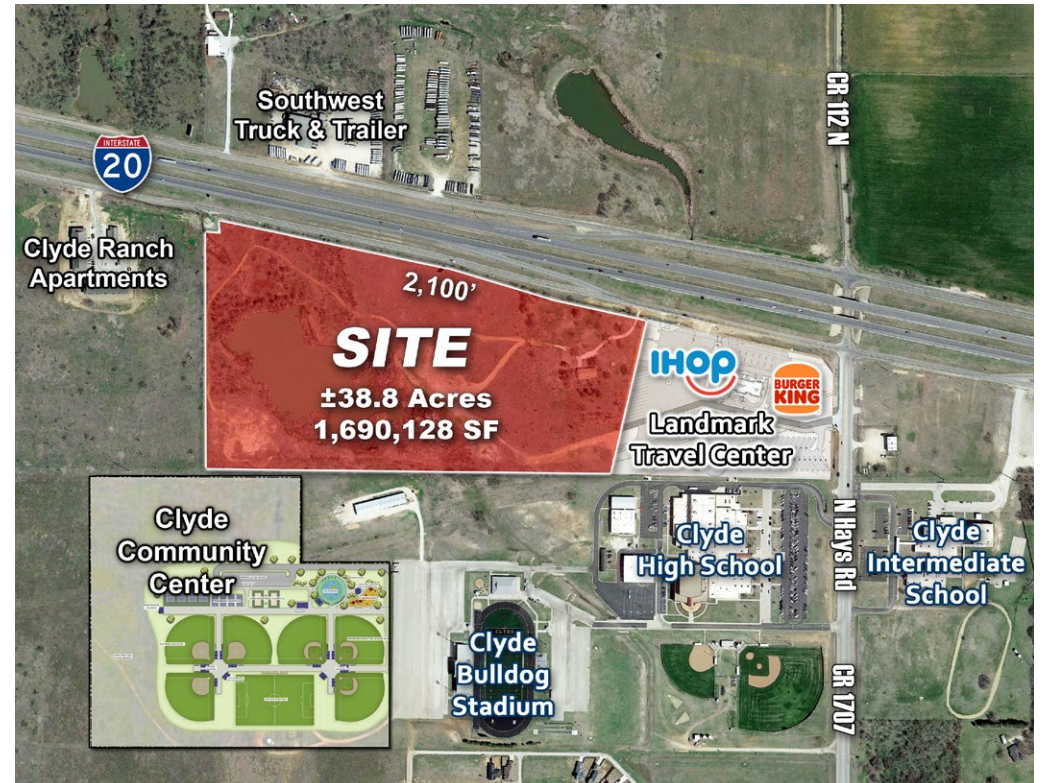 Southwest
Truck & Trailer
CR 112 N
INTERSTATE
20
Clyde Ranch
Apartments
2,100'
SITE
±38.8 Acres
1,690,128 SF
IHOP
BURGER
KING
Landmark
Travel Center
Clyde
Community
Center
Clyde
High School
N Hays Rd
Clyde
Intermediate
School
Clyde
Bulldog
Stadium
CR 1707
CLYDE